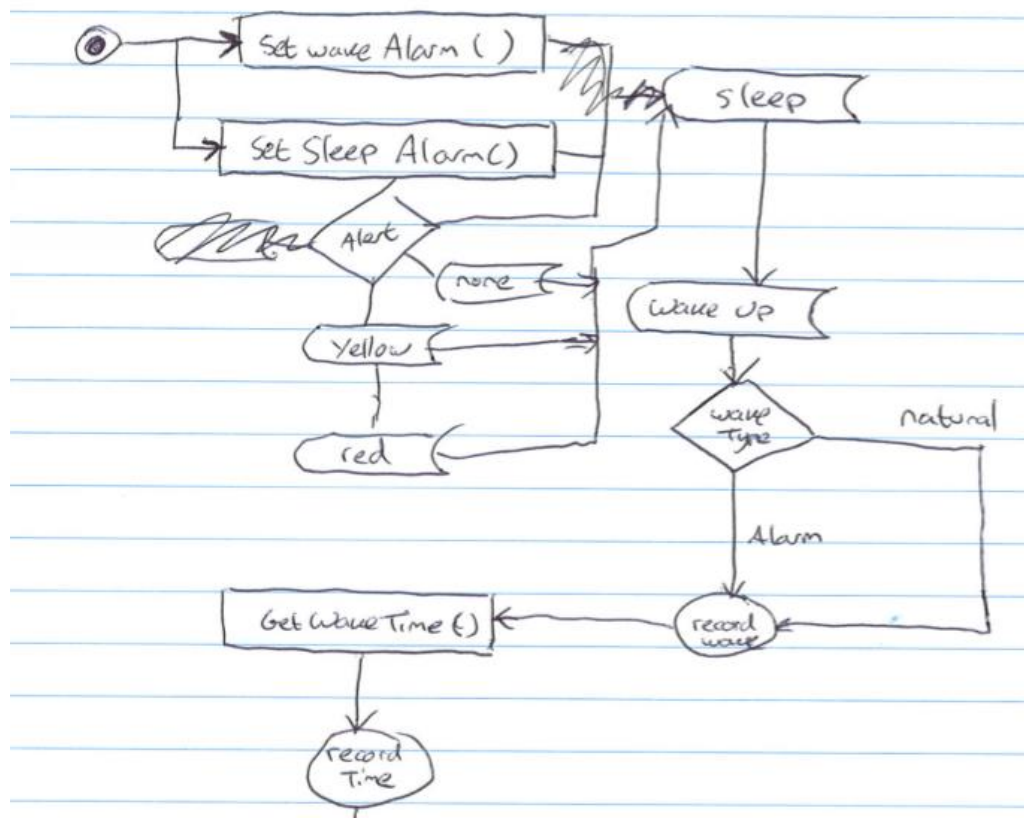 Set wake Alarm ( )
Sleep
Set Sleep Alarm()
Alert
none
wake up
Yellow
wake
Type
natural
red
Alarm
Get Wake Time ( )
record
wake
record
Time